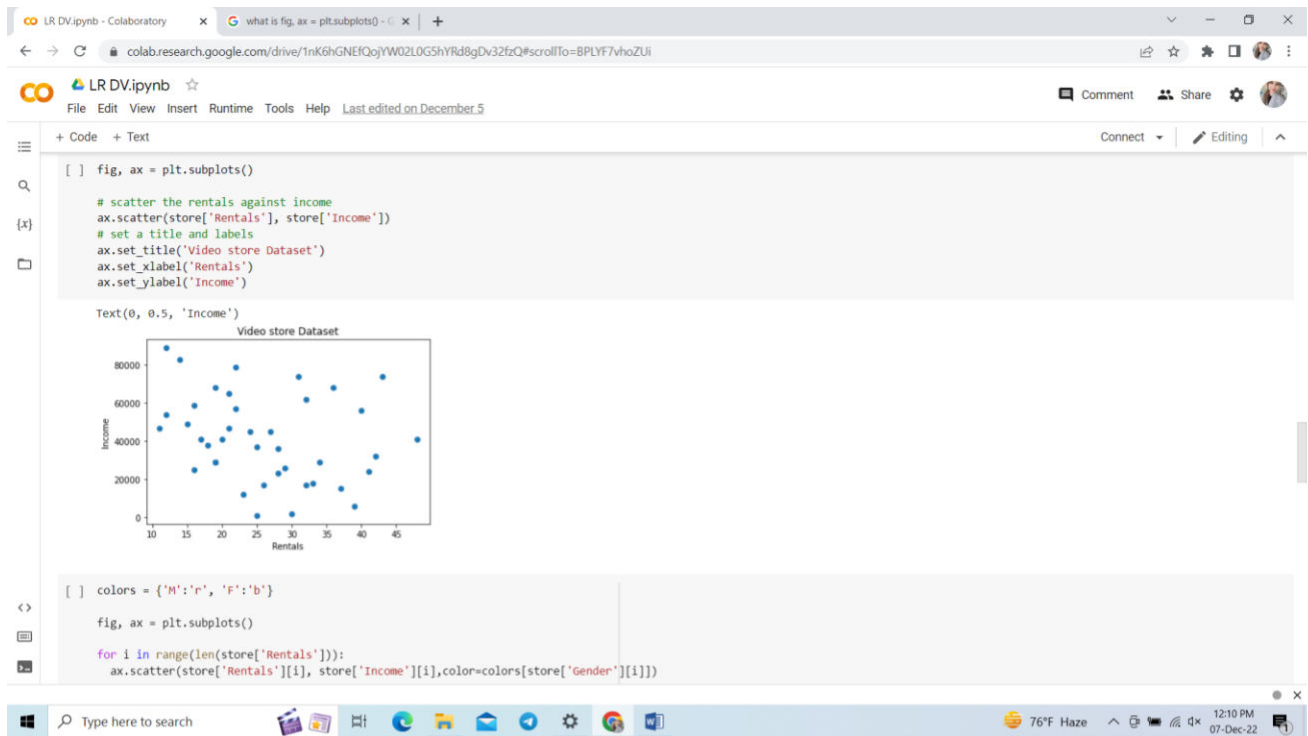 LR DV.ipynb - Colaboratory
what is fig, ax = plt.subplots() - G
colab.research.google.com/drive/1nK6hGNEfQojYW02L0G5hYRd8gDv32fzQ#scrollTo=BPLYF7vhoZUi
LR DV.ipynb
Comment
Share
File Edit View Insert Runtime Tools Help Last edited on December 5
+ Code + Text
Connect
Editing
[ ] fig, ax = plt.subplots()
# scatter the rentals against income
ax.scatter(store['Rentals'], store['Income'])
# set a title and labels
ax.set_title('Video store Dataset')
ax.set_xlabel('Rentals')
ax.set_ylabel('Income')
{x}
Text(0, 0.5, 'Income')
Video store Dataset
80000
60000
40000
20000
0
Income
10 15 20 25 30 35 40 45
Rentals
[ ] colors = {'M':'r', 'F':'b'}
fig, ax = plt.subplots()
for i in range(len(store['Rentals'])):
ax.scatter(store['Rentals'][i], store['Income'][i],color=colors[store['Gender'][i]])
Type here to search
76°F Haze
12:10 PM
07-Dec-22
1